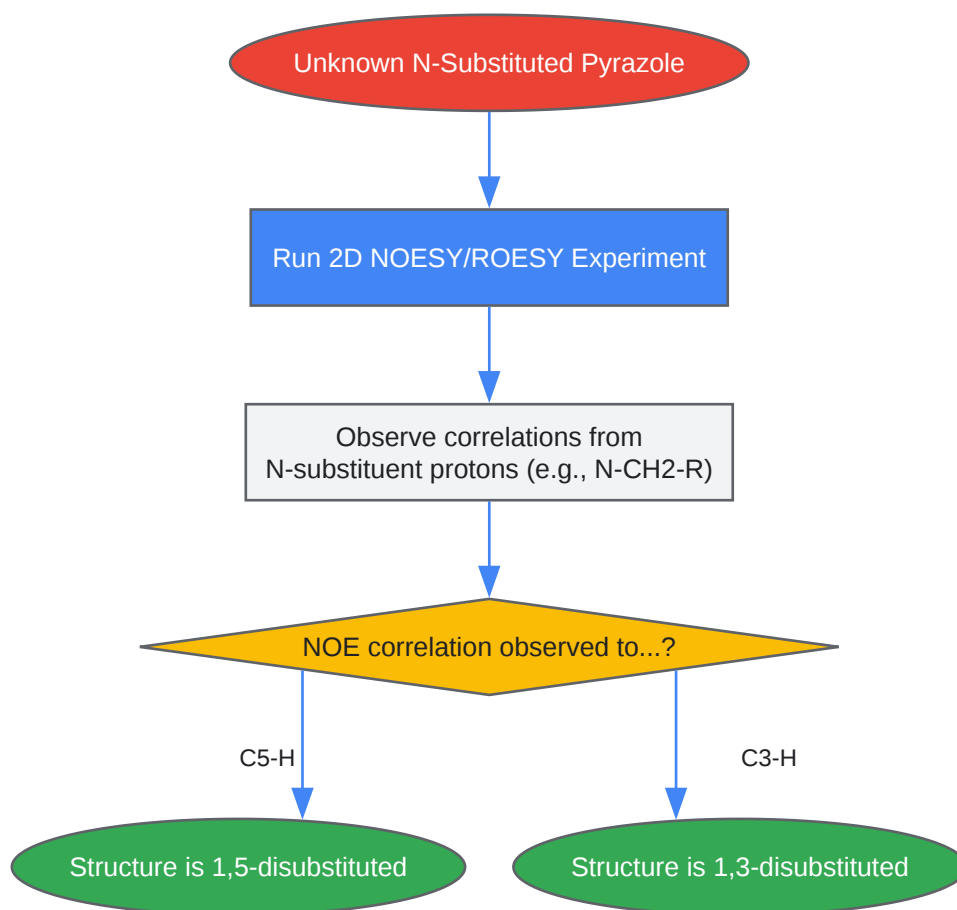 Unknown N-Substituted Pyrazole
Run 2D NOESY/ROESY Experiment
Observe correlations from
N-substituent protons (e.g., N-CH2-R)
NOE correlation observed to...?
C5-H
C3-H
Structure is 1,5-disubstituted
Structure is 1,3-disubstituted